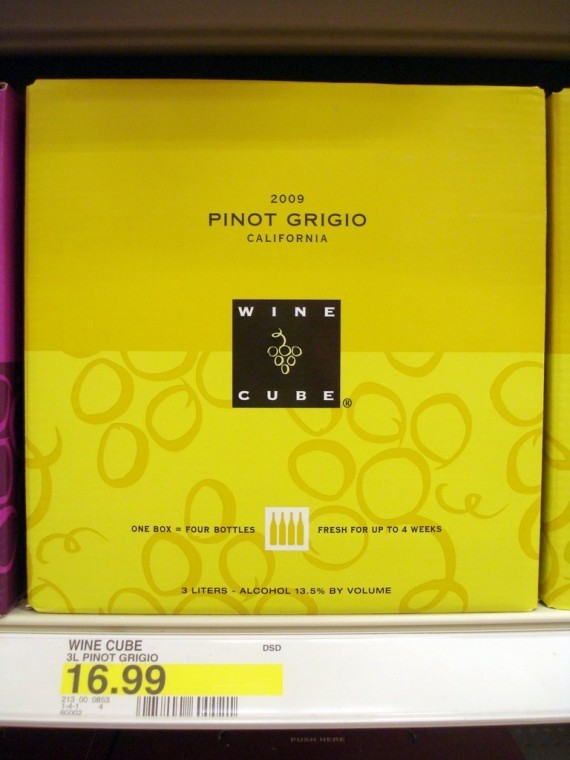 2009
PINOT GRIGIO
CALIFORNIA
WINE
CUBE®
ONE BOX = FOUR BOTTLES FRESH FOR UP TO 4 WEEKS
3 LITERS - ALCOHOL 13.5% BY VOLUME
WINE CUBE DSD
3L PINOT GRIGIO
16.99
213 00 0853
1-4-1 4
PUSH HERE